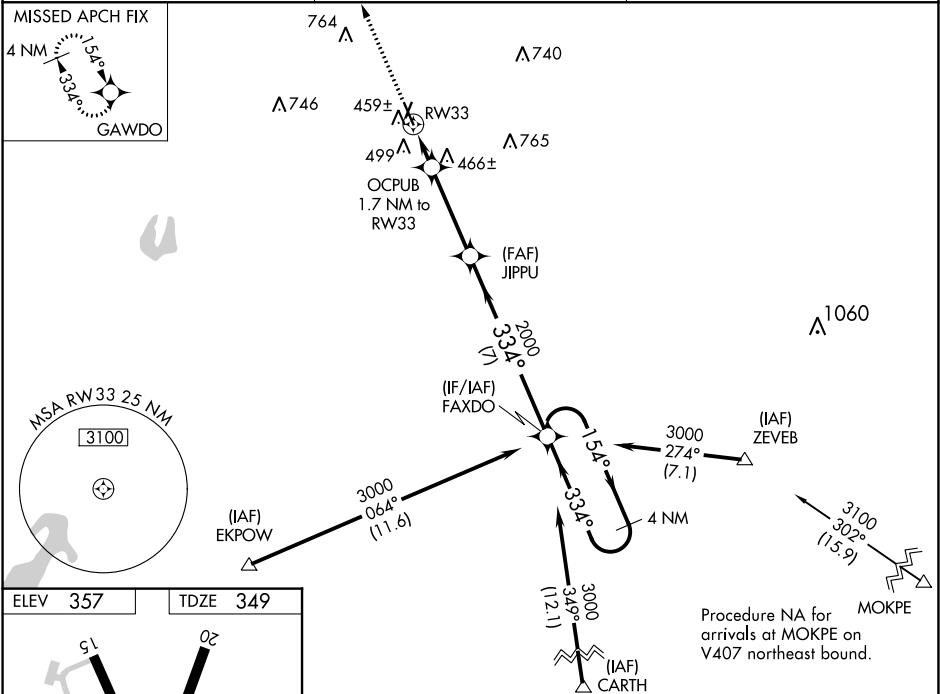 MISSED APCH FIX
4 NM
154°
334°
GAWDO
764
740
746
459±
RW33
499
466±
765
OCPUB
1.7 NM to
RW33
(FAF)
JIPPU
1060
2000
334°
(7)
(IF/IAF)
FAXDO
MSA RW33 25 NM
3100
154°
334°
4 NM
3000
274°
(7.1)
(IAF)
ZEVEB
3000
064°
(11.6)
(IAF)
EKPOW
3100
302°
(15.9)
MOKPE
3000
349°
(12.1)
(IAF)
CARTH
Procedure NA for
arrivals at MOKPE on
V407 northeast bound.
ELEV 357
TDZE 349
15
20